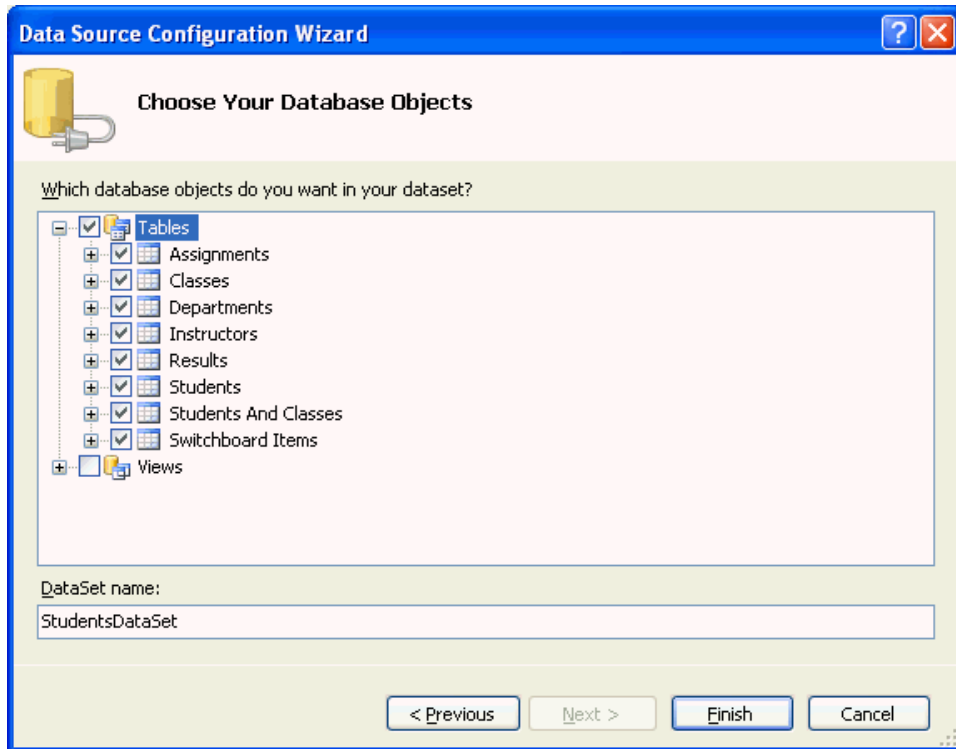 Data Source Configuration Wizard
Choose Your Database Objects
Which database objects do you want in your dataset?
Tables
Assignments
Classes
Departments
Instructors
Results
Students
Students And Classes
Switchboard Items
Views
DataSet name:
StudentsDataSet
< Previous Next > Finish Cancel